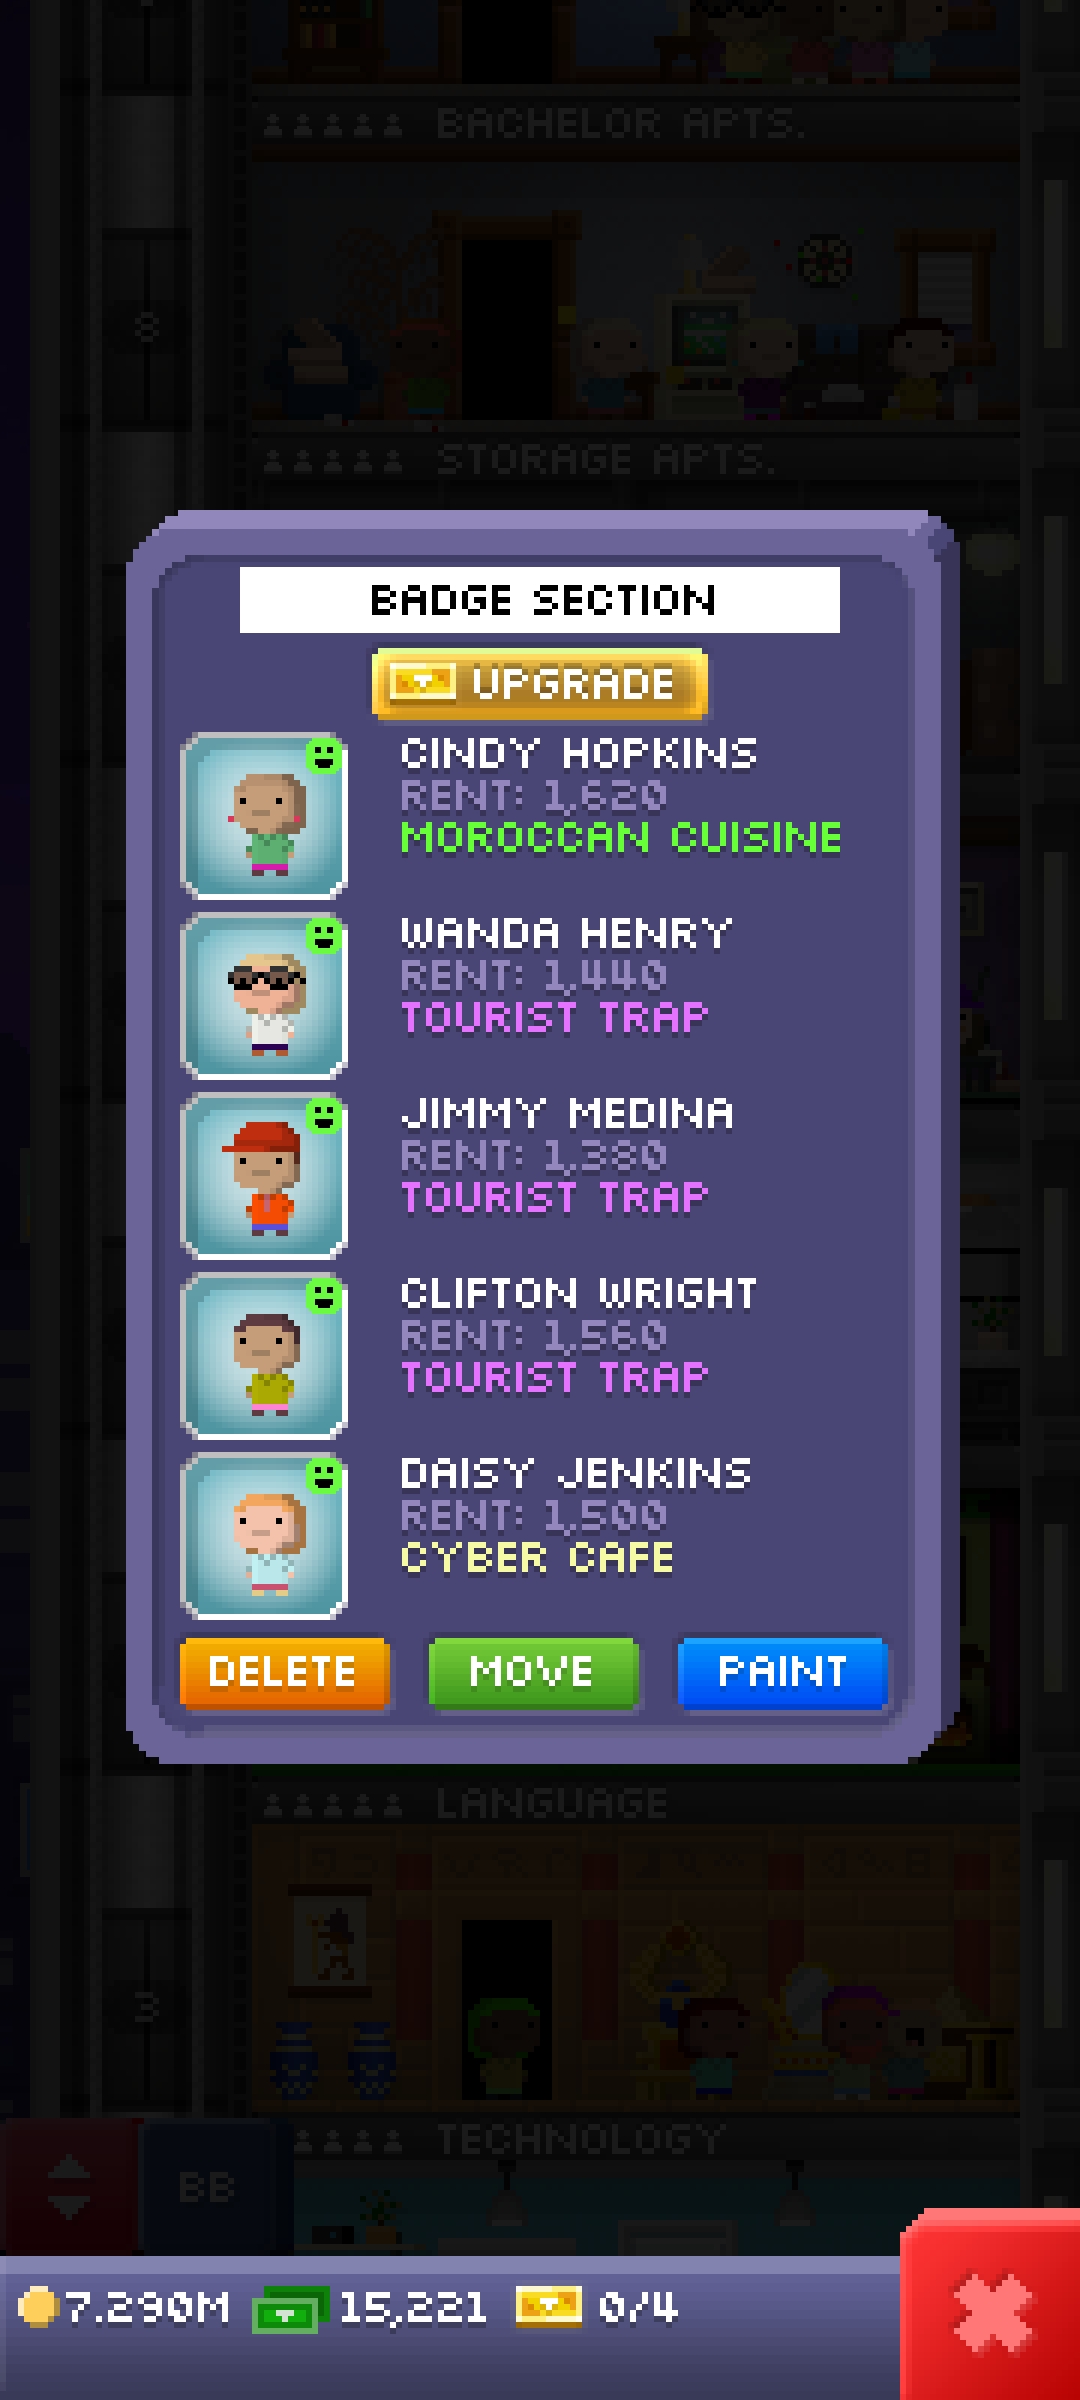 BACHELOR APTS.
8
STORAGE APTS.
BADGE SECTION
UPGRADE
CINDY HOPKINS
RENT: 1,620
MOROCCAN CUISINE
WANDA HENRY
RENT: 1,440
TOURIST TRAP
JIMMY MEDINA
RENT: 1,380
TOURIST TRAP
CLIFTON WRIGHT
RENT: 1,560
TOURIST TRAP
DAISY JENKINS
RENT: 1,500
CYBER CAFE
DELETE MOVE PAINT
LANGUAGE
3
TECHNOLOGY
BB
7.290M 15,221 0/4